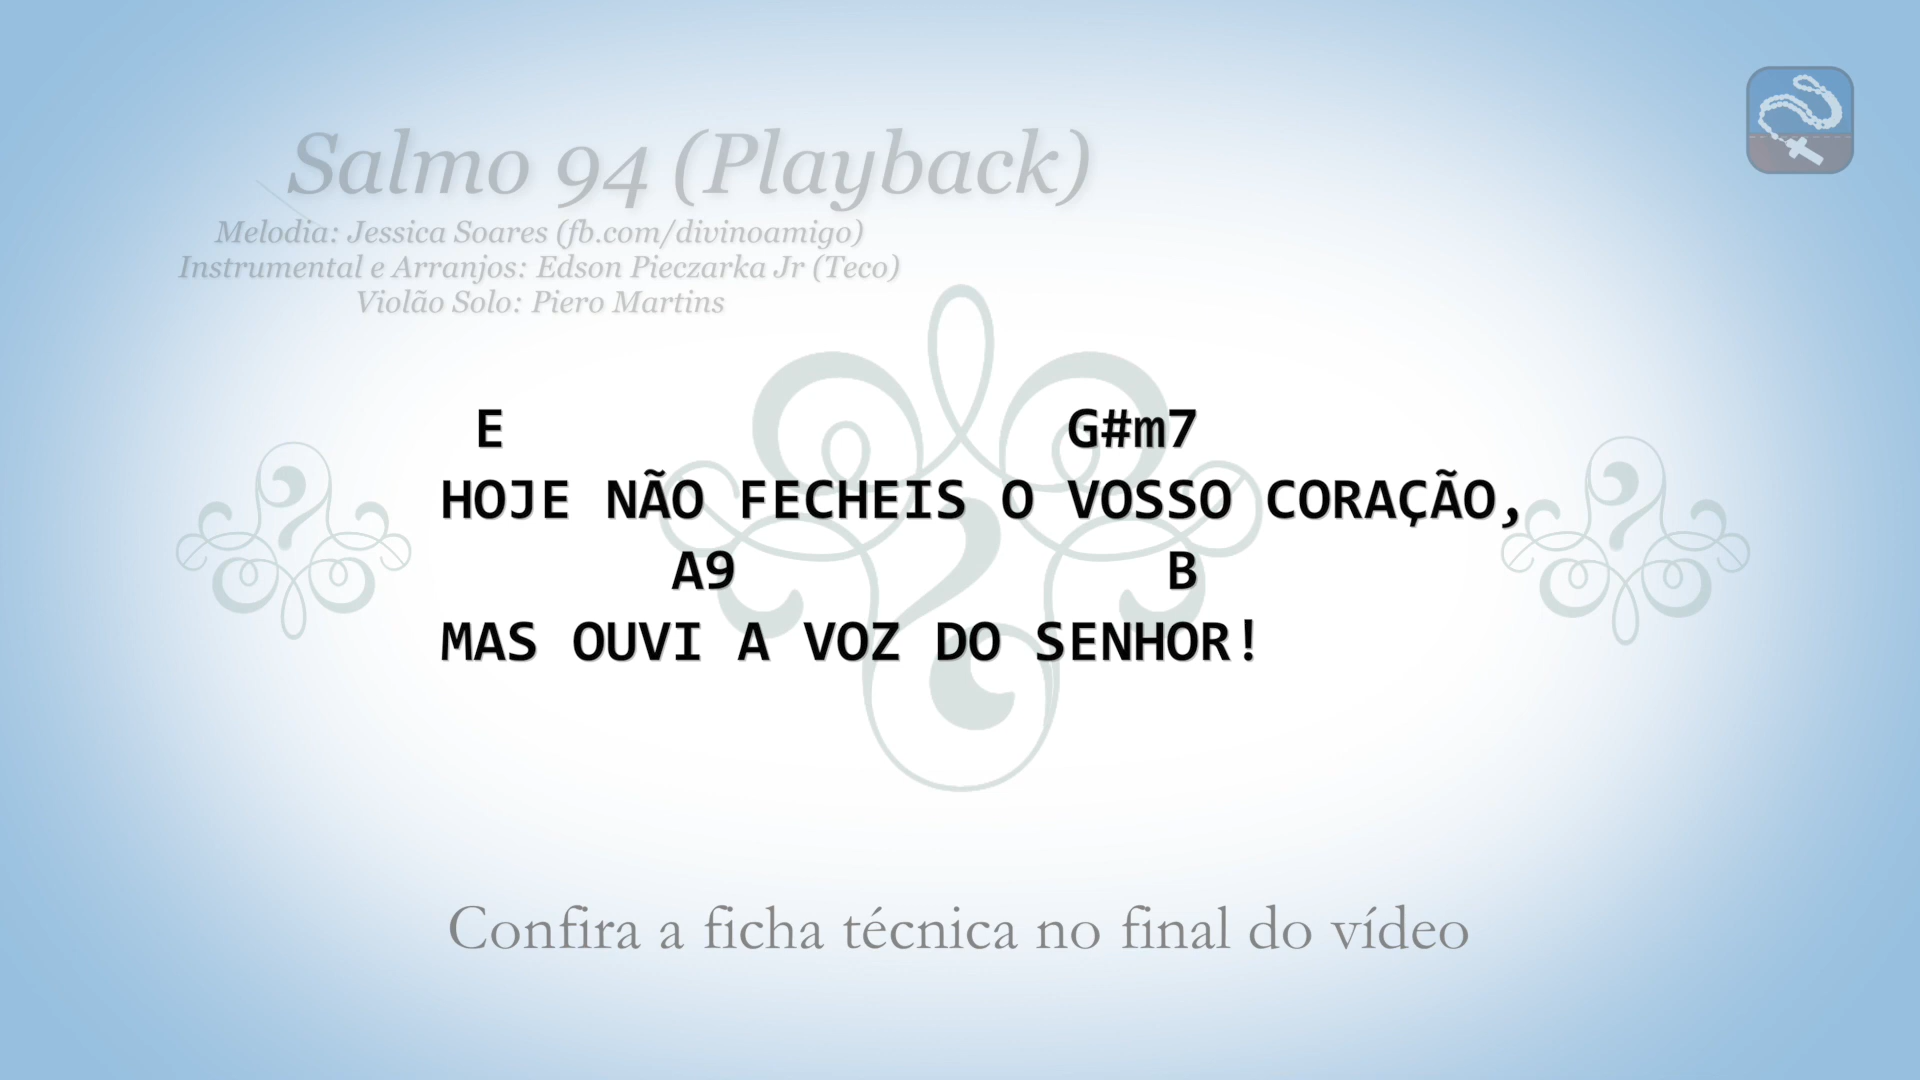 Salmo 94 (Playback)
Melodia: Jessica Soares (fb.com/divinoamigo)
Instrumental e Arranjos: Edson Pieczarka Jr (Teco)
Violão Solo: Piero Martins
E G#m7
HOJE NÃO FECHEIS O VOSSO CORAÇÃO,
A9 B
MAS OUVI A VOZ DO SENHOR!
Confira a ficha técnica no final do vídeo